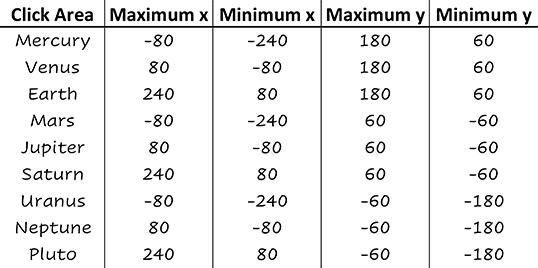 Click Area Maximum x Minimum x Maximum y Minimum y
Mercury -80 -240 180 60
Venus 80 -80 180 60
Earth 240 80 180 60
Mars -80 -240 60 -60
Jupiter 80 -80 60 -60
Saturn 240 80 60 -60
Uranus -80 -240 -60 -180
Neptune 80 -80 -60 -180
Pluto 240 80 -60 -180